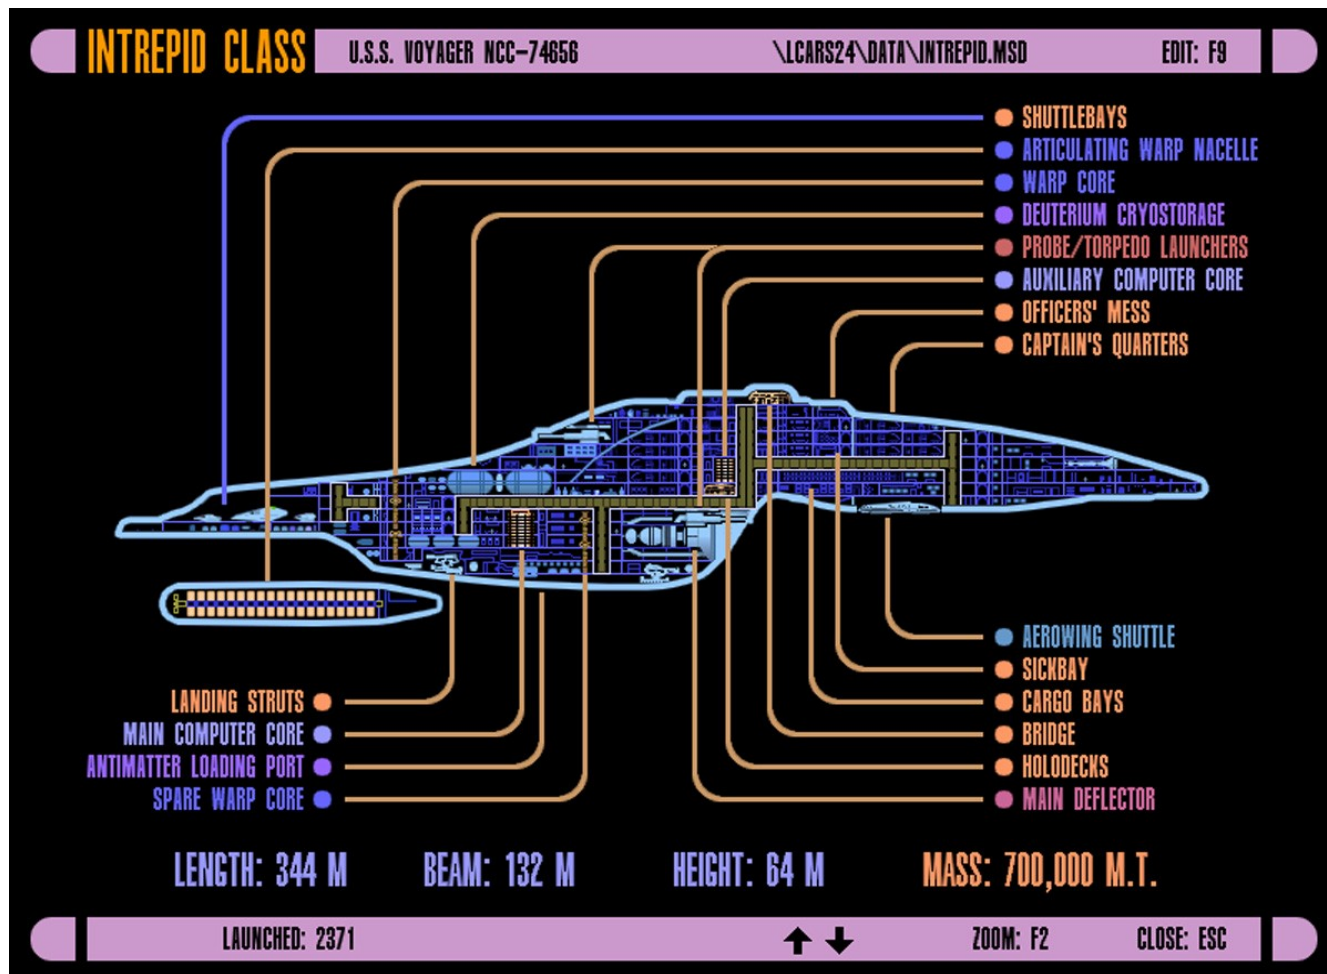 INTREPID CLASS
U.S.S. VOYAGER NCC-74656
\LCARS24\DATA\INTREPID.MSD
EDIT: F9
SHUTTLEBAYS
ARTICULATING WARP NACELLE
WARP CORE
DEUTERIUM CRYOSTORAGE
PROBE/TORPEDO LAUNCHERS
AUXILIARY COMPUTER CORE
OFFICERS' MESS
CAPTAIN'S QUARTERS
AEROWING SHUTTLE
SICKBAY
CARGO BAYS
BRIDGE
HOLODECKS
MAIN DEFLECTOR
LANDING STRUTS
MAIN COMPUTER CORE
ANTIMATTER LOADING PORT
SPARE WARP CORE
LENGTH: 344 M
BEAM: 132 M
HEIGHT: 64 M
MASS: 700,000 M.T.
LAUNCHED: 2371
ZOOM: F2
CLOSE: ESC